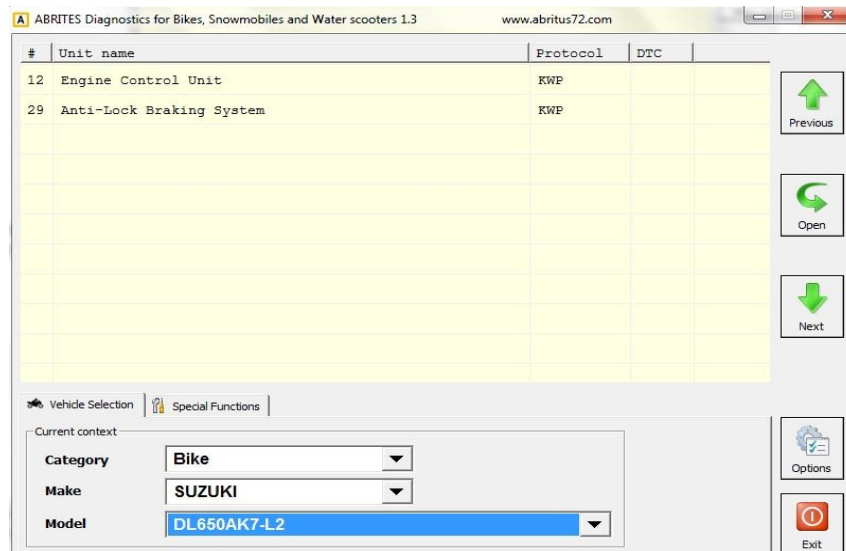 A ABRITES Diagnostics for Bikes, Snowmobiles and Water scooters 1.3 www.abritus72.com
# Unit name Protocol DTC
12 Engine Control Unit KWP
29 Anti-Lock Braking System KWP
Previous
Open
Next
Vehicle Selection Special Functions
Current context
Category Bike
Make SUZUKI
Model DL650AK7-L2
Options
Exit